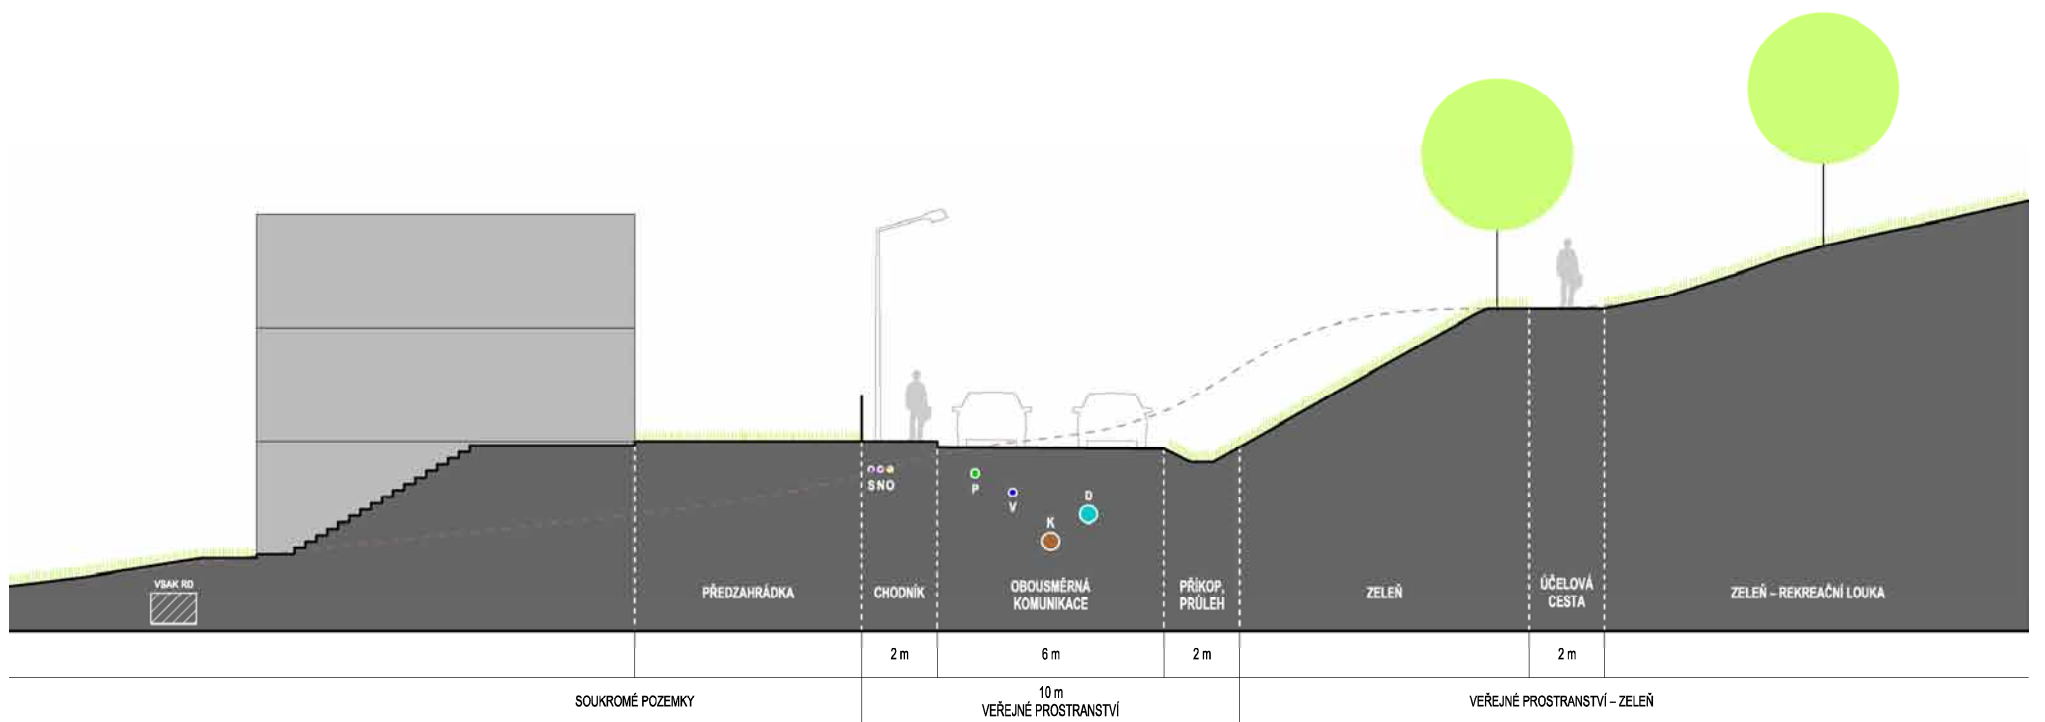 SNO
P
V
K
D
VSAK RD
PŘEDZAHRÁDKA
CHODNÍK
OBOUSMĚRNÁ
KOMUNIKACE
PŘÍKOP,
PRŮLEH
ZELEŇ
ÚČELOVÁ
CESTA
ZELEŇ – REKREAČNÍ LOUKA
2 m
6 m
2 m
2 m
SOUKROMÉ POZEMKY
10 m
VEŘEJNÉ PROSTRANSTVÍ
VEŘEJNÉ PROSTRANSTVÍ – ZELEŇ